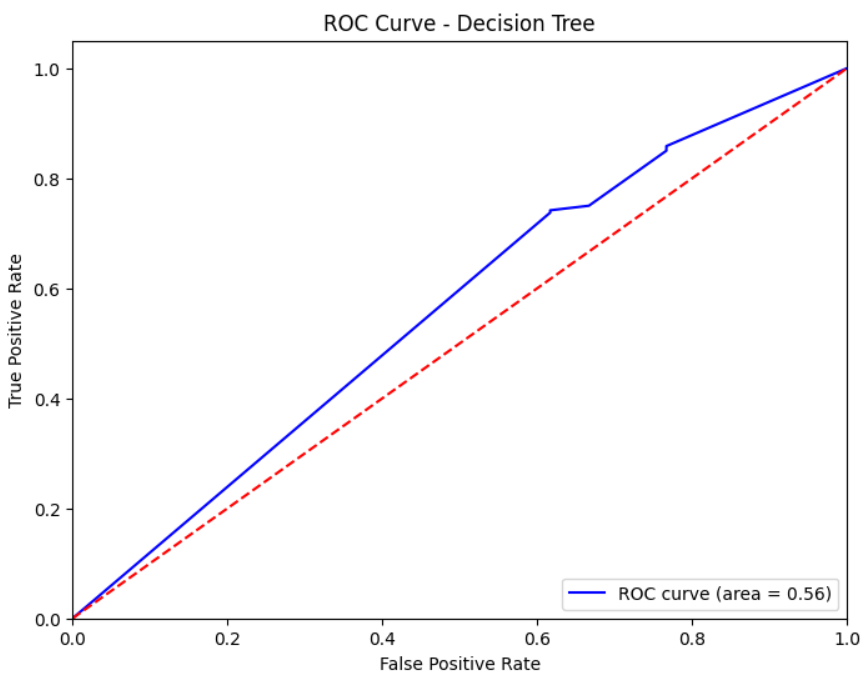 ROC Curve - Decision Tree
True Positive Rate
1.0
0.8
0.6
0.4
0.2
0.0
ROC curve (area = 0.56)
0.0 0.2 0.4 0.6 0.8 1.0
False Positive Rate